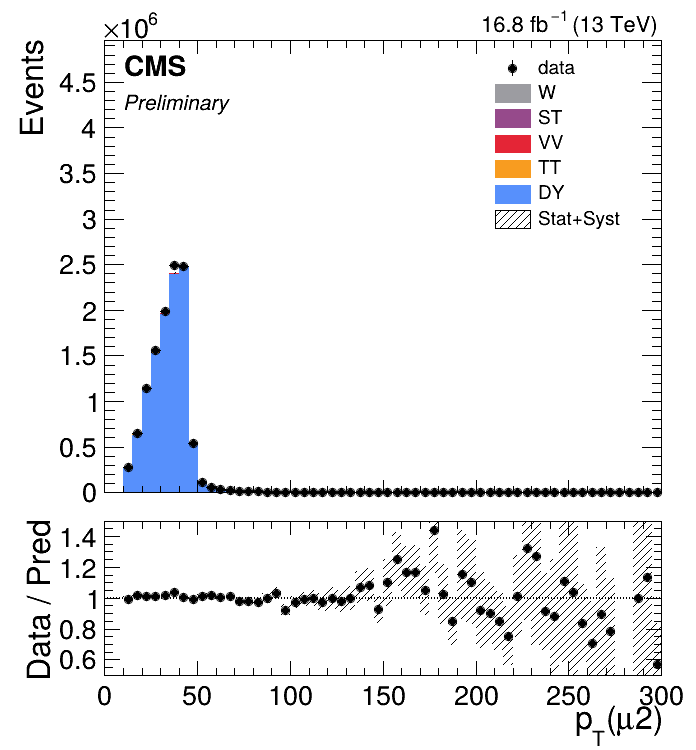 ×10⁶
16.8 fb⁻¹ (13 TeV)
CMS
Preliminary
Events
data
W
ST
VV
TT
DY
Stat+Syst
4.5
4
3.5
3
2.5
2
1.5
1
0.5
0
Data / Pred
1.4
1.2
1
0.8
0.6
0 50 100 150 200 250 300
p_T(μ2)